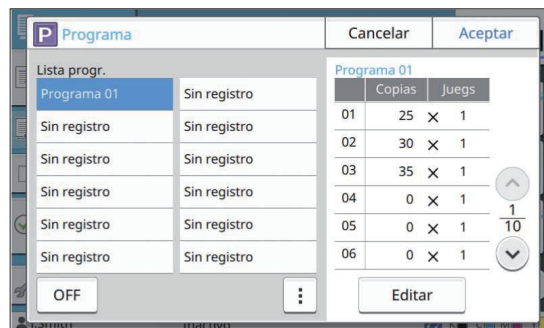 P Programa
Cancelar
Aceptar
Lista progr.
Programa 01
Sin registro
Sin registro
Sin registro
Sin registro
Sin registro
Sin registro
Sin registro
Sin registro
Sin registro
Sin registro
Sin registro
OFF
Programa 01
Copias Juegs
01 25 × 1
02 30 × 1
03 35 × 1
04 0 × 1
05 0 × 1
06 0 × 1
1
10
Editar
J.Smith Inactivo